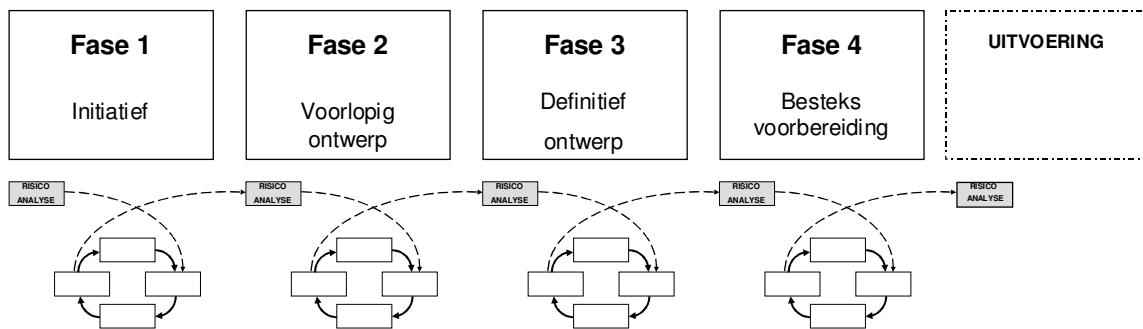 Fase 1
Initiatief
Fase 2
Voorlopig
ontwerp
Fase 3
Definitief
ontwerp
Fase 4
Besteks
voorbereiding
UITVOERING
RISICO
ANALYSE
RISICO
ANALYSE
RISICO
ANALYSE
RISICO
ANALYSE
RISICO
ANALYSE